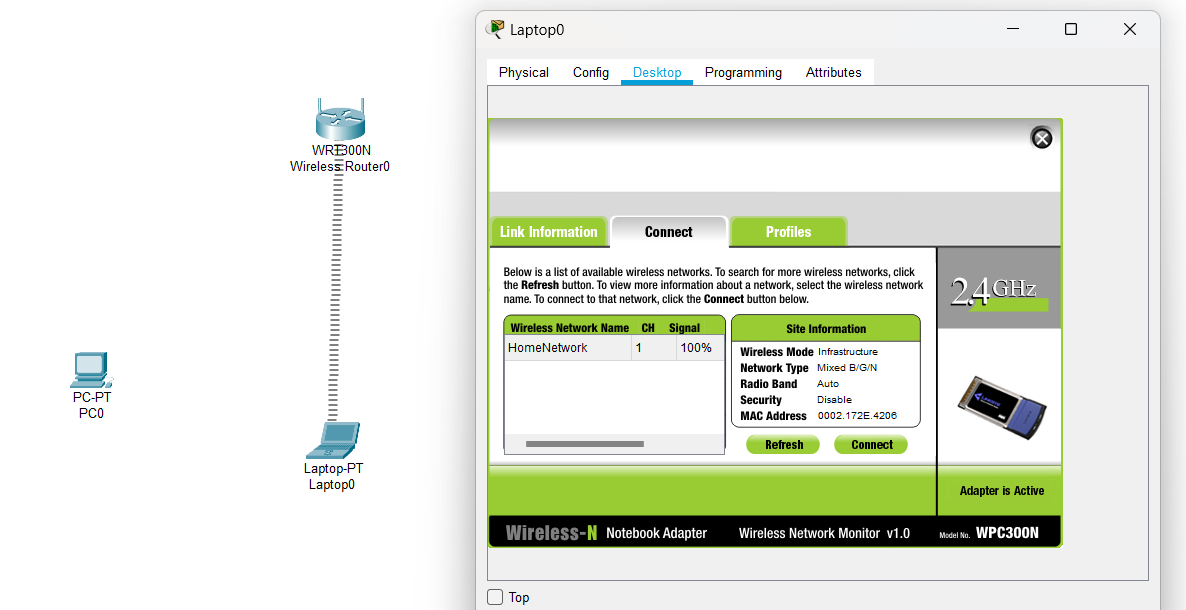 Laptop0
Physical Config Desktop Programming Attributes
WRT300N
Wireless Router0
PC-PT
PC0
Laptop-PT
Laptop0
Link Information Connect Profiles
Below is a list of available wireless networks. To search for more wireless networks, click
the Refresh button. To view more information about a network, select the wireless network
name. To connect to that network, click the Connect button below.
2.4GHz
Wireless Network Name CH Signal
HomeNetwork 1 100%
Site Information
Wireless Mode Infrastructure
Network Type Mixed B/G/N
Radio Band Auto
Security Disable
MAC Address 0002.172E.4206
Refresh Connect
Adapter is Active
Wireless-N Notebook Adapter Wireless Network Monitor v1.0 Model No. WPC300N
Top